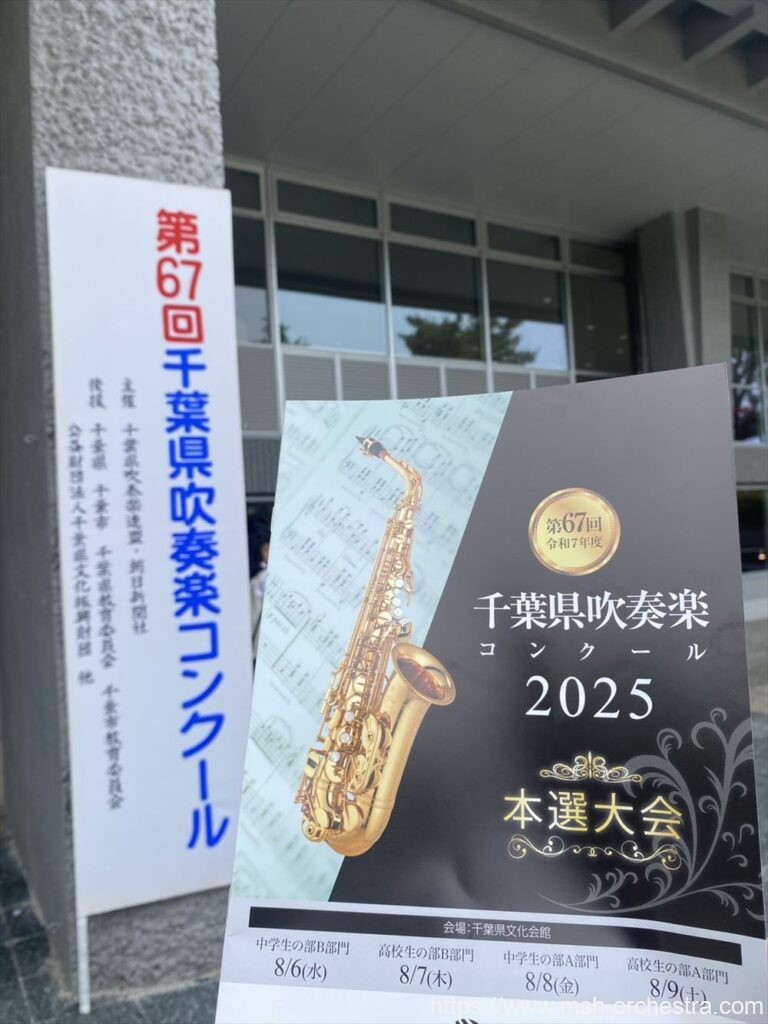 第67回千葉県吹奏楽コンクール
主催 千葉県吹奏楽連盟・朝日新聞社
後援 千葉県 千葉市 千葉県教育委員会 千葉市教育委員会
公益財団法人千葉県文化振興財団 他
第67回
令和7年度
千葉県吹奏楽
コンクール
2025
本選大会
会場:千葉県文化会館
中学生の部B部門
8/6(水)
高校生の部B部門
8/7(木)
中学生の部A部門
8/8(金)
高校生の部A部門
8/9(土)
https://www.msh-orchestra.com